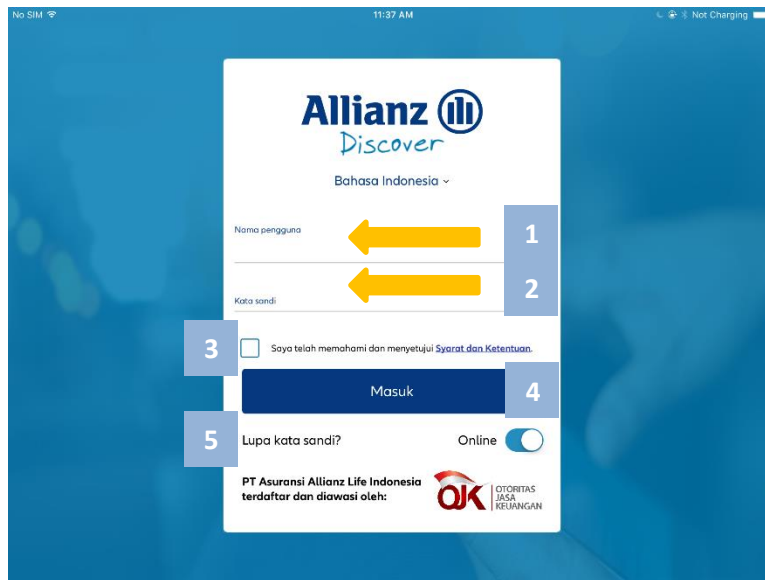 No SIM 11:37 AM Not Charging
Allianz
Discover
Bahasa Indonesia
Nama pengguna
1
2
Kata sandi
3
Saya telah memahami dan menyetujui Syarat dan Ketentuan.
Masuk
4
5
Lupa kata sandi? Online
PT Asuransi Allianz Life Indonesia
terdaftar dan diawasi oleh:
OJK
OTORITAS
JASA
KEUANGAN